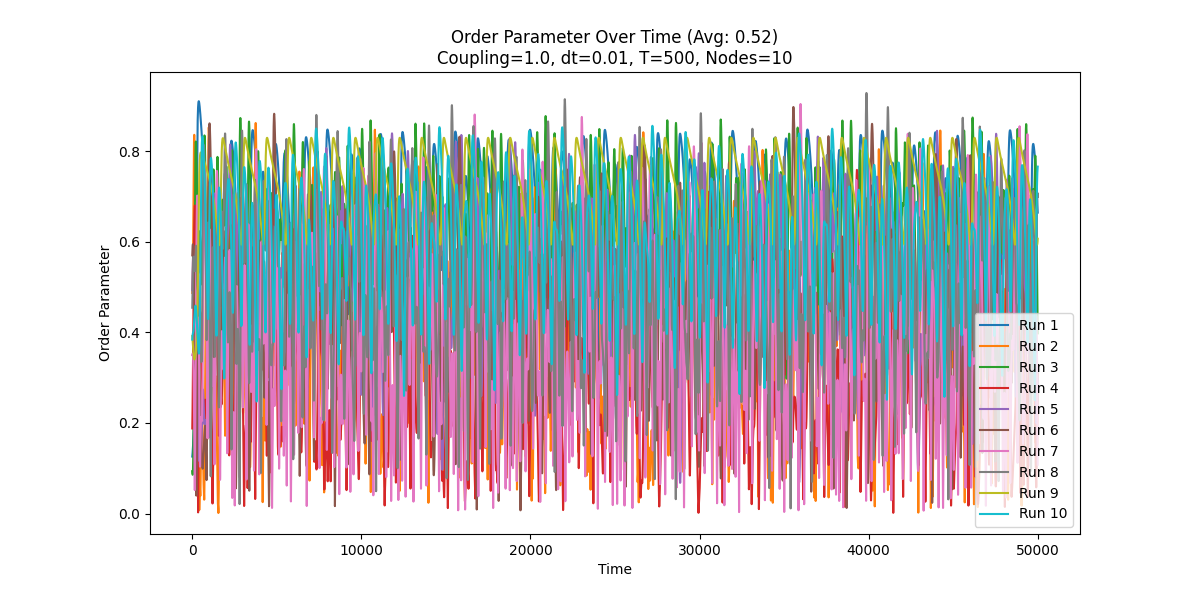 Order Parameter Over Time (Avg: 0.52)
Coupling=1.0, dt=0.01, T=500, Nodes=10
Order Parameter
0.8
0.6
0.4
0.2
0.0
0
10000
20000
30000
40000
50000
Time
Run 1
Run 2
Run 3
Run 4
Run 5
Run 6
Run 7
Run 8
Run 9
Run 10